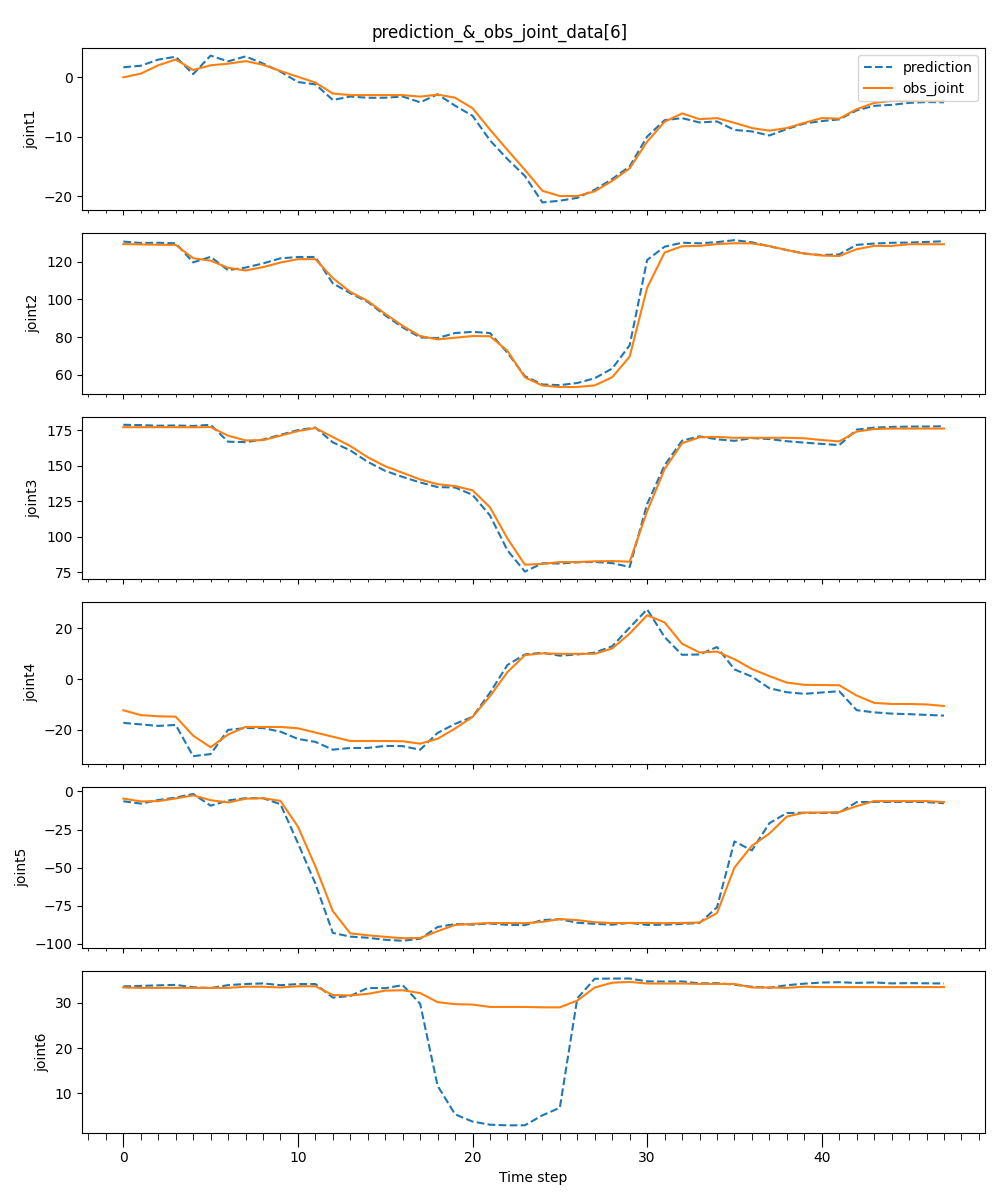 prediction_&_obs_joint_data[6]
joint1
0
−10
−20
prediction
obs_joint
joint2
120
100
80
60
joint3
175
150
125
100
75
joint4
20
0
−20
joint5
0
−25
−50
−75
−100
joint6
30
20
10
0 10 20 30 40
Time step